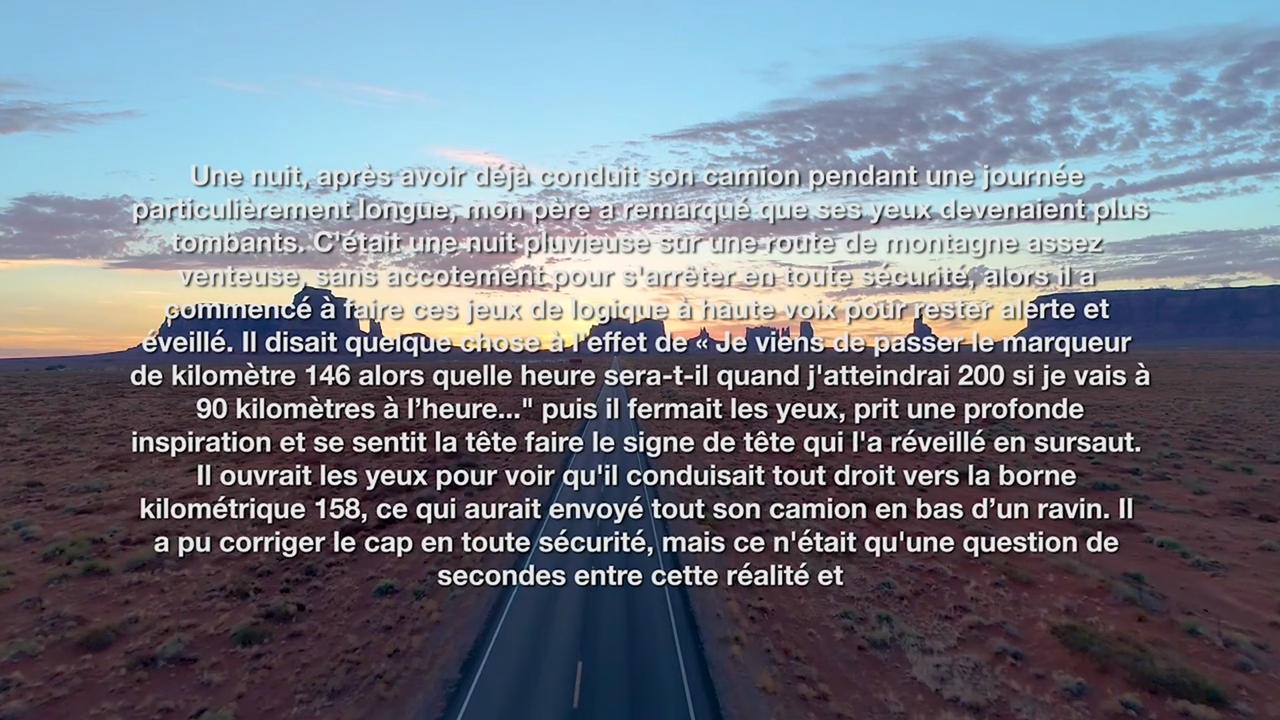 Une nuit, après avoir déjà conduit son camion pendant une journée
particulièrement longue, mon père a remarqué que ses yeux devenaient plus
tombants. C'était une nuit pluvieuse sur une route de montagne assez
venteuse, sans accotement pour s'arrêter en toute sécurité, alors il a
commencé à faire ces jeux de logique à haute voix pour rester alerte et
éveillé. Il disait quelque chose à l'effet de « Je viens de passer le marqueur
de kilomètre 146 alors quelle heure sera-t-il quand j'atteindrai 200 si je vais à
90 kilomètres à l’heure..." puis il fermait les yeux, prit une profonde
inspiration et se sentit la tête faire le signe de tête qui l'a réveillé en sursaut.
Il ouvrait les yeux pour voir qu'il conduisait tout droit vers la borne
kilométrique 158, ce qui aurait envoyé tout son camion en bas d’un ravin. Il
a pu corriger le cap en toute sécurité, mais ce n'était qu'une question de
secondes entre cette réalité et